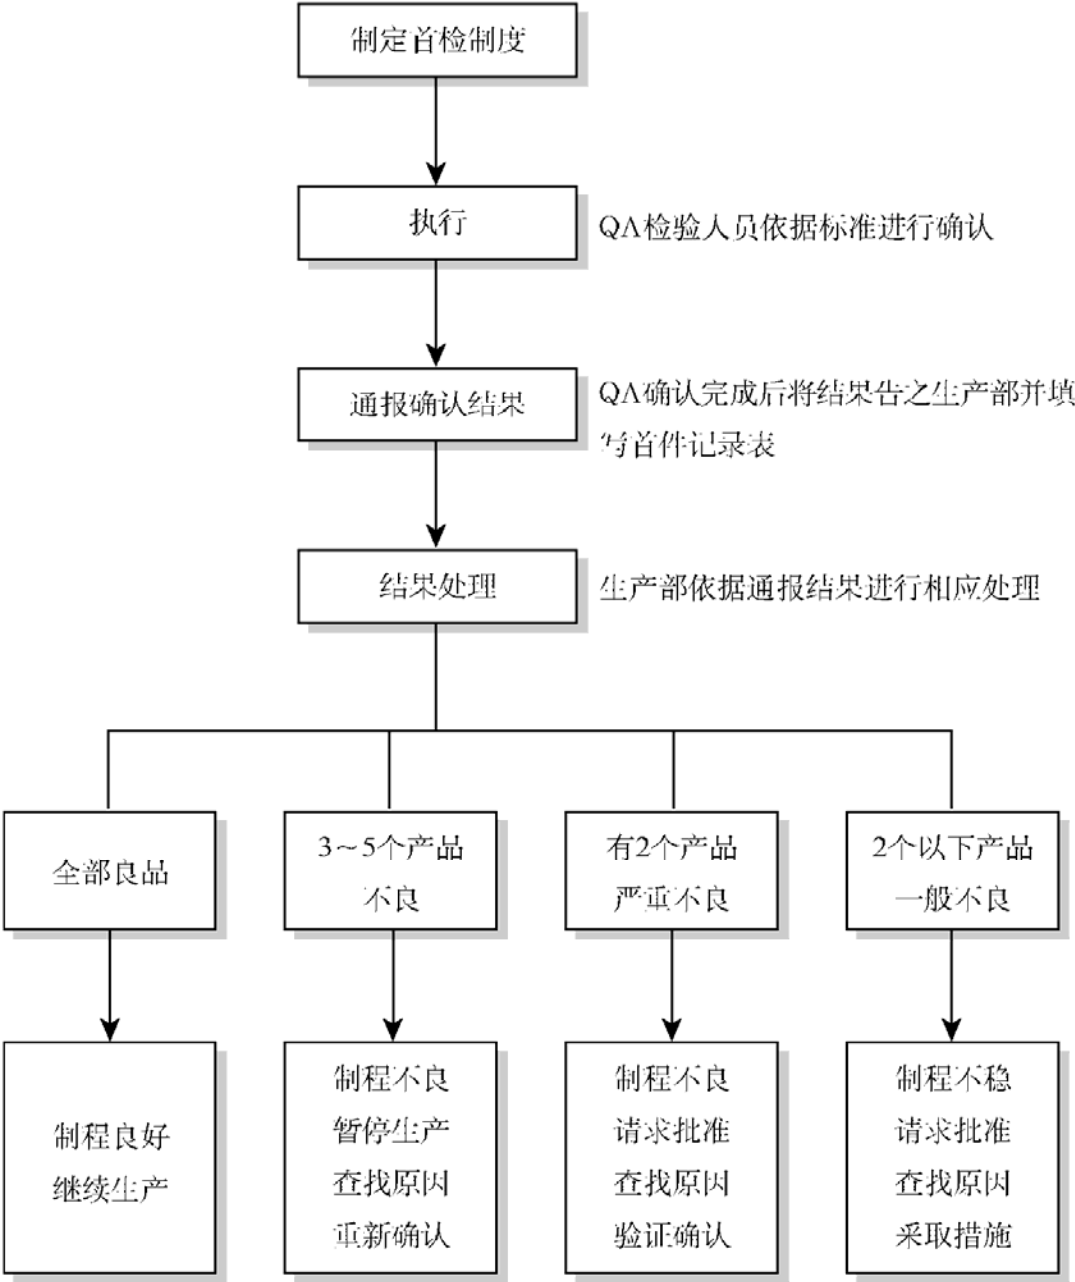 制定首检制度
执行
QA检验人员依据标准进行确认
通报确认结果
QA确认完成后将结果告之生产部并填
写首件记录表
结果处理
生产部依据通报结果进行相应处理
全部良品
3～5个产品
不良
有2个产品
严重不良
2个以下产品
一般不良
制程良好
继续生产
制程不良
暂停生产
查找原因
重新确认
制程不良
请求批准
查找原因
验证确认
制程不稳
请求批准
查找原因
采取措施